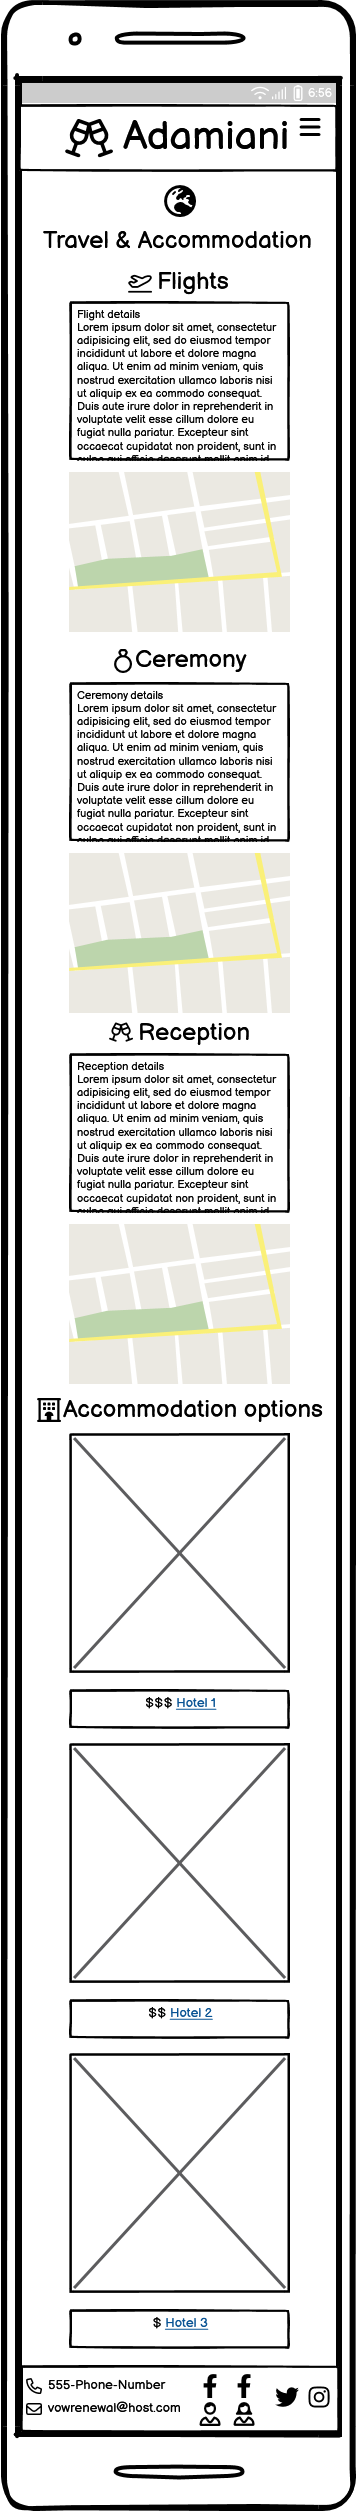 6:56
Adamiani
Travel & Accommodation
Flights
Flight details
Lorem ipsum dolor sit amet, consectetur
adipisicing elit, sed do eiusmod tempor
incididunt ut labore et dolore magna
aliqua. Ut enim ad minim veniam, quis
nostrud exercitation ullamco laboris nisi
ut aliquip ex ea commodo consequat.
Duis aute irure dolor in reprehenderit in
voluptate velit esse cillum dolore eu
fugiat nulla pariatur. Excepteur sint
occaecat cupidatat non proident, sunt in
Ceremony
Ceremony details
Lorem ipsum dolor sit amet, consectetur
adipisicing elit, sed do eiusmod tempor
incididunt ut labore et dolore magna
aliqua. Ut enim ad minim veniam, quis
nostrud exercitation ullamco laboris nisi
ut aliquip ex ea commodo consequat.
Duis aute irure dolor in reprehenderit in
voluptate velit esse cillum dolore eu
fugiat nulla pariatur. Excepteur sint
occaecat cupidatat non proident, sunt in
Reception
Reception details
Lorem ipsum dolor sit amet, consectetur
adipisicing elit, sed do eiusmod tempor
incididunt ut labore et dolore magna
aliqua. Ut enim ad minim veniam, quis
nostrud exercitation ullamco laboris nisi
ut aliquip ex ea commodo consequat.
Duis aute irure dolor in reprehenderit in
voluptate velit esse cillum dolore eu
fugiat nulla pariatur. Excepteur sint
occaecat cupidatat non proident, sunt in
Accommodation options
$$$ Hotel 1
$$ Hotel 2
$ Hotel 3
555-Phone-Number
vowrenewal@host.com